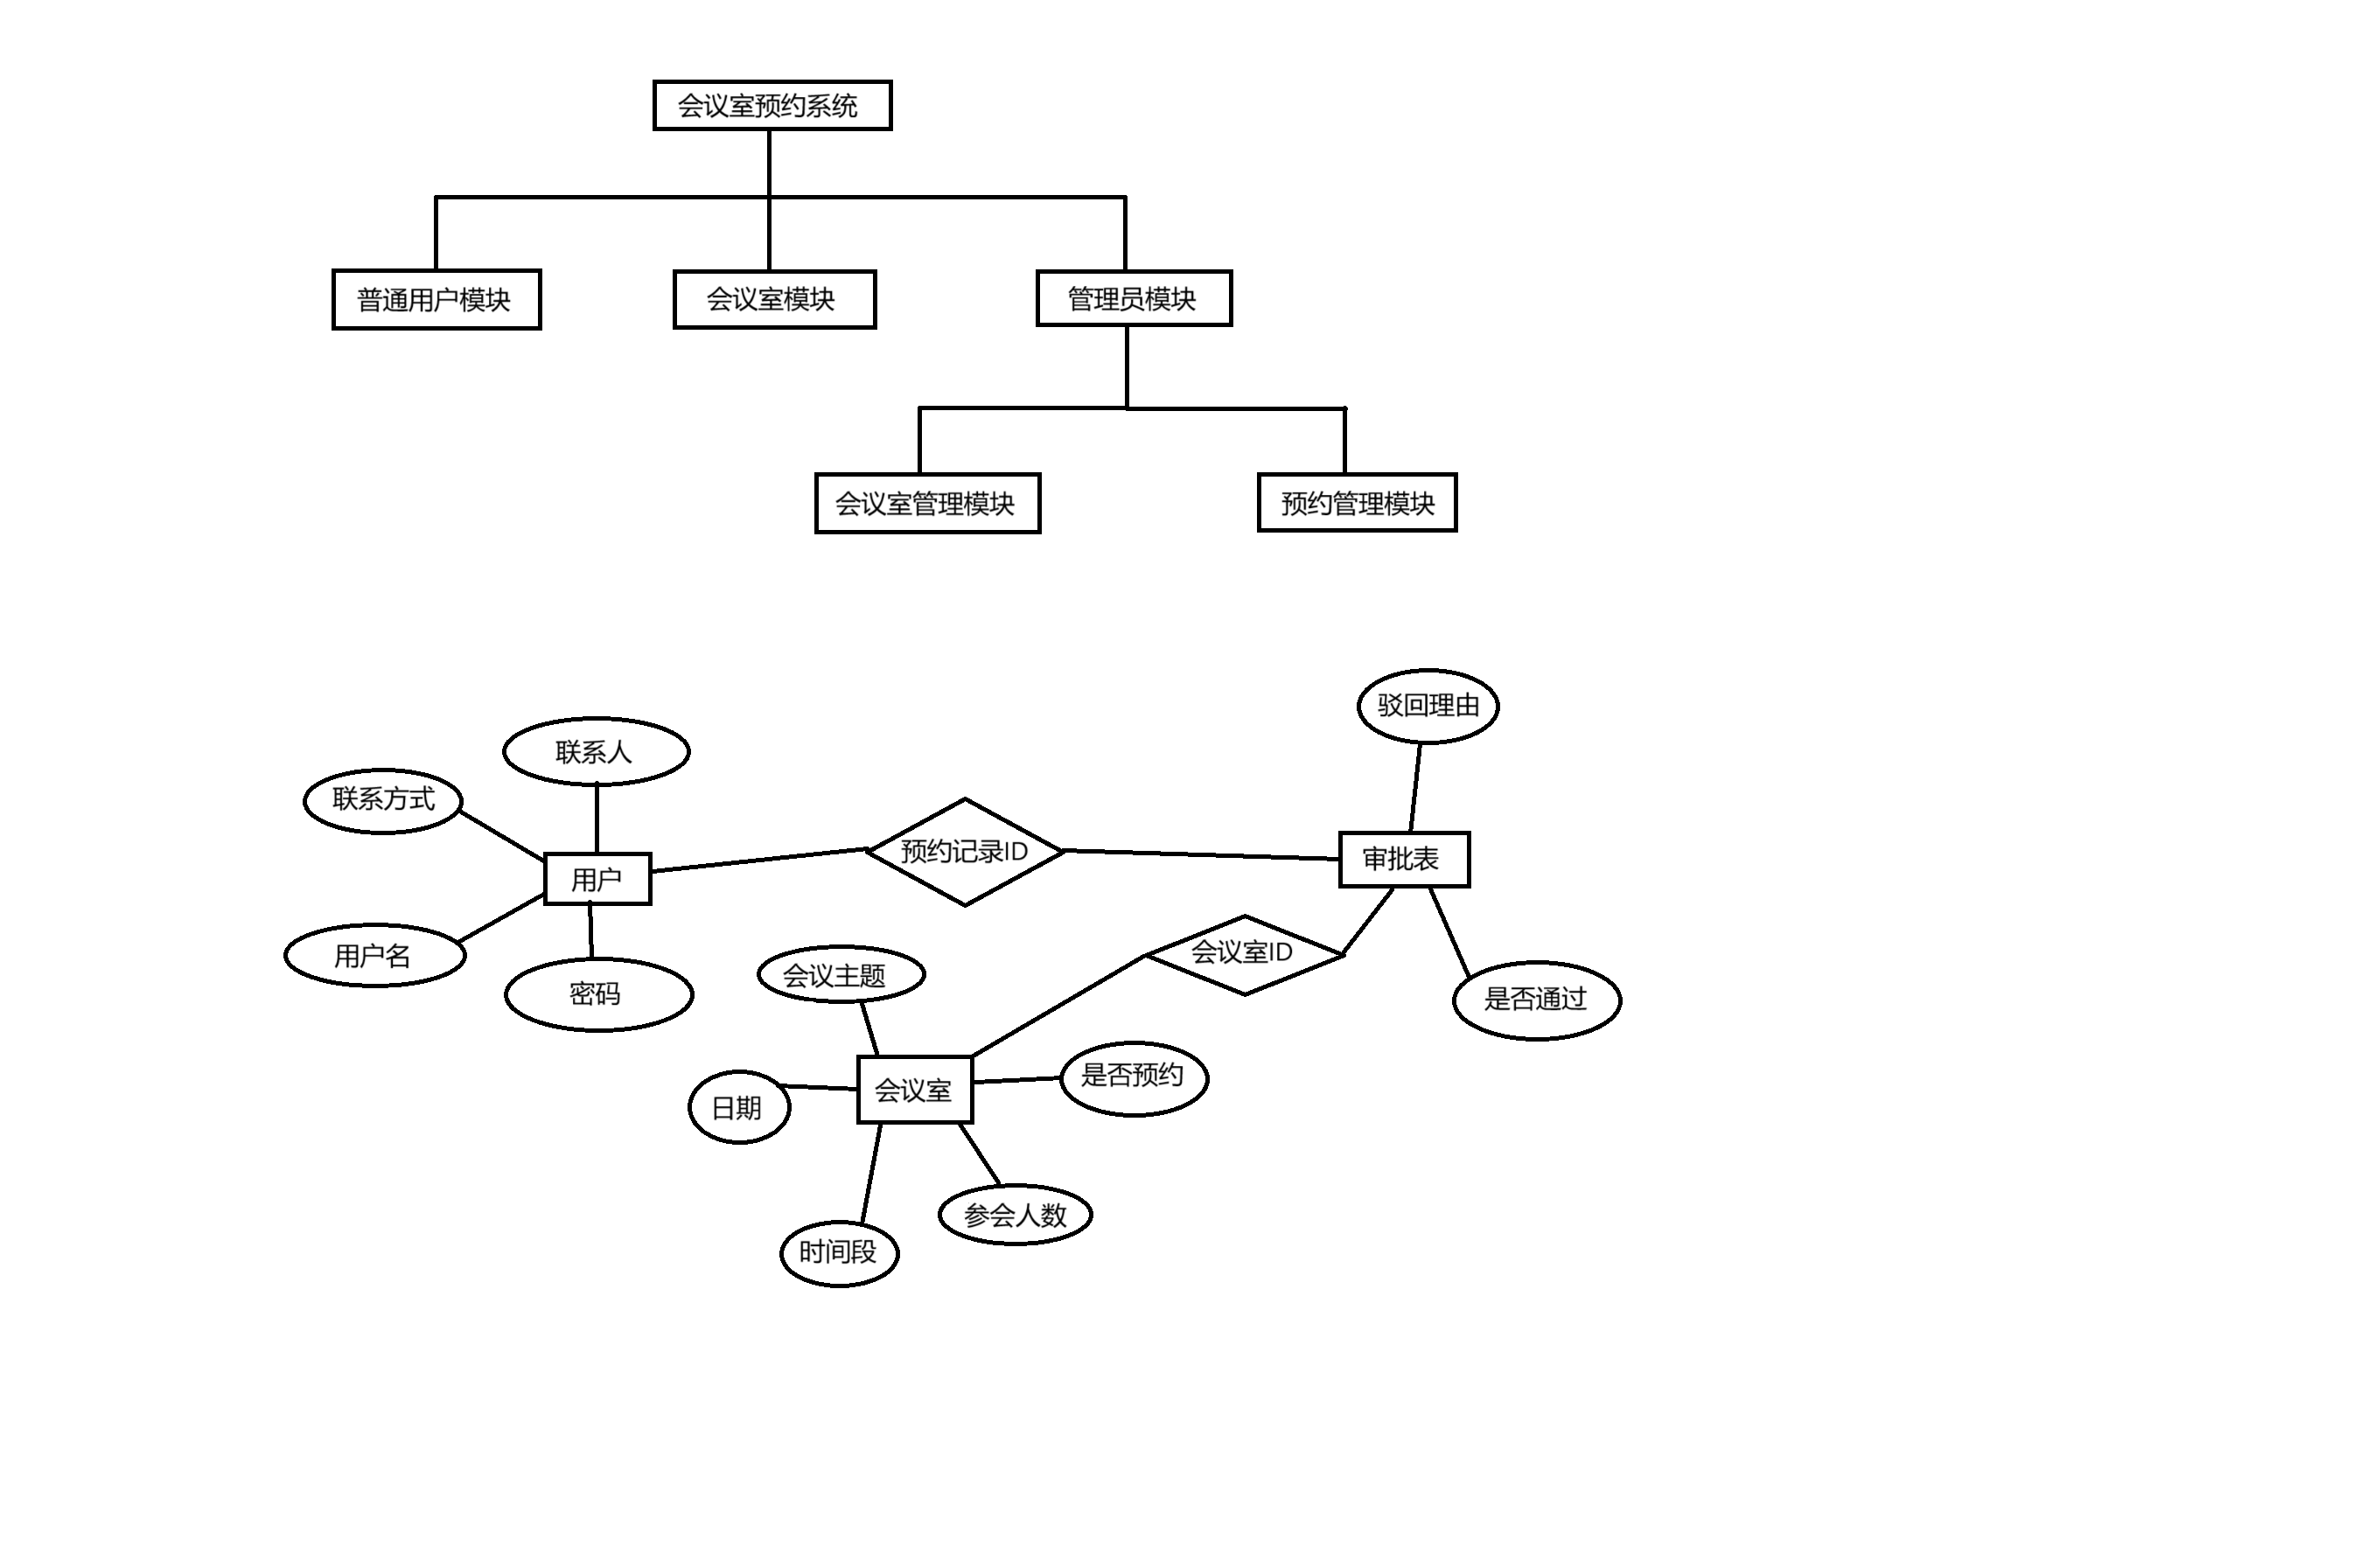 会议室预约系统
普通用户模块
会议室模块
管理员模块
会议室管理模块
预约管理模块
驳回理由
联系人
联系方式
预约记录ID
审批表
用户
用户名
密码
会议主题
会议室ID
是否通过
是否预约
会议室
日期
参会人数
时间段